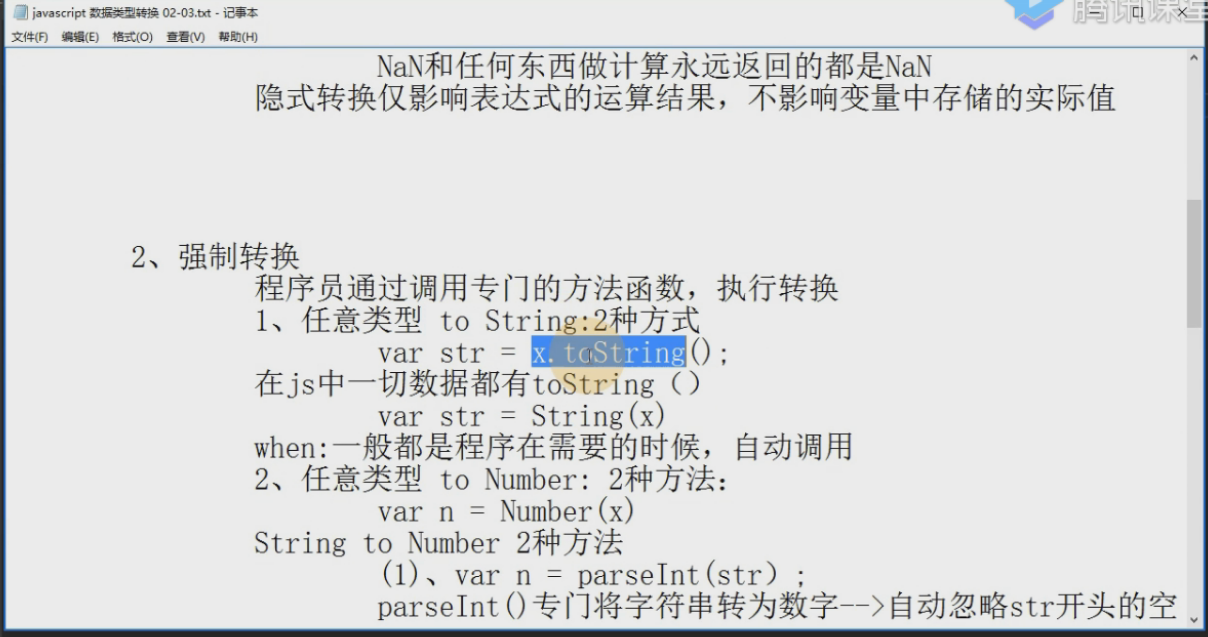 javascript 数据类型转换 02-03.txt - 记事本
腾讯课堂
文件(F) 编辑(E) 格式(O) 查看(V) 帮助(H)
NaN和任何东西做计算永远返回的都是NaN
隐式转换仅影响表达式的运算结果，不影响变量中存储的实际值
2、强制转换
程序员通过调用专门的方法函数，执行转换
1、任意类型 to String:2种方式
var str = x.toString();
在js中一切数据都有toString（）
var str = String(x)
when:一般都是程序在需要的时候，自动调用
2、任意类型 to Number: 2种方法：
var n = Number(x)
String to Number 2种方法
(1)、var n = parseInt(str）;
parseInt()专门将字符串转为数字-->自动忽略str开头的空